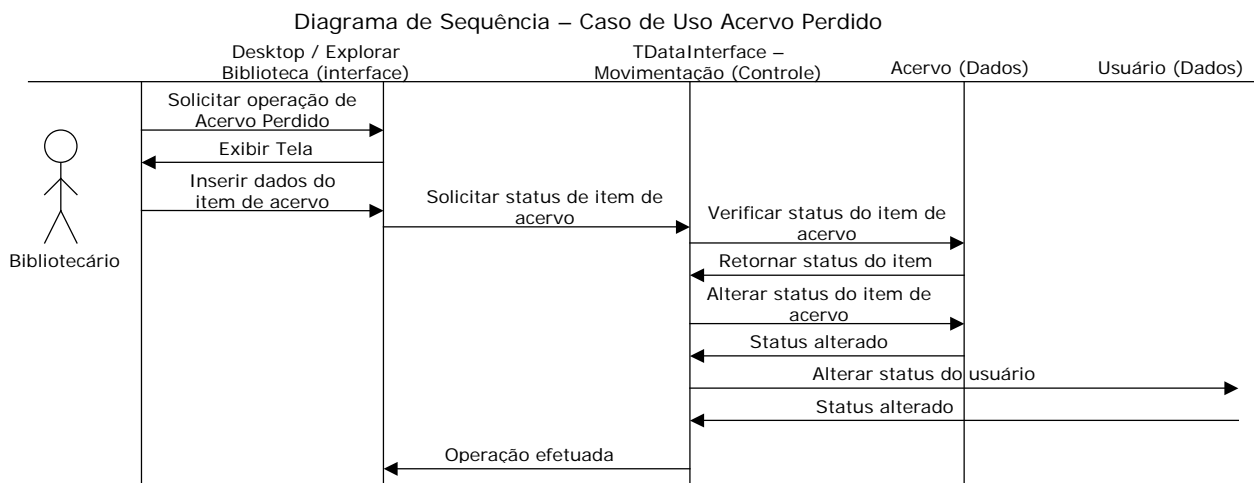 Diagrama de Sequência – Caso de Uso Acervo Perdido
Desktop / Explorar
Biblioteca (interface)
TDataInterface –
Movimentação (Controle)
Acervo (Dados)
Usuário (Dados)
Solicitar operação de
Acervo Perdido
Exibir Tela
Inserir dados do
item de acervo
Bibliotecário
Solicitar status de item de
acervo
Verificar status do item de
acervo
Retornar status do item
Alterar status do item de
acervo
Status alterado
Alterar status do usuário
Status alterado
Operação efetuada